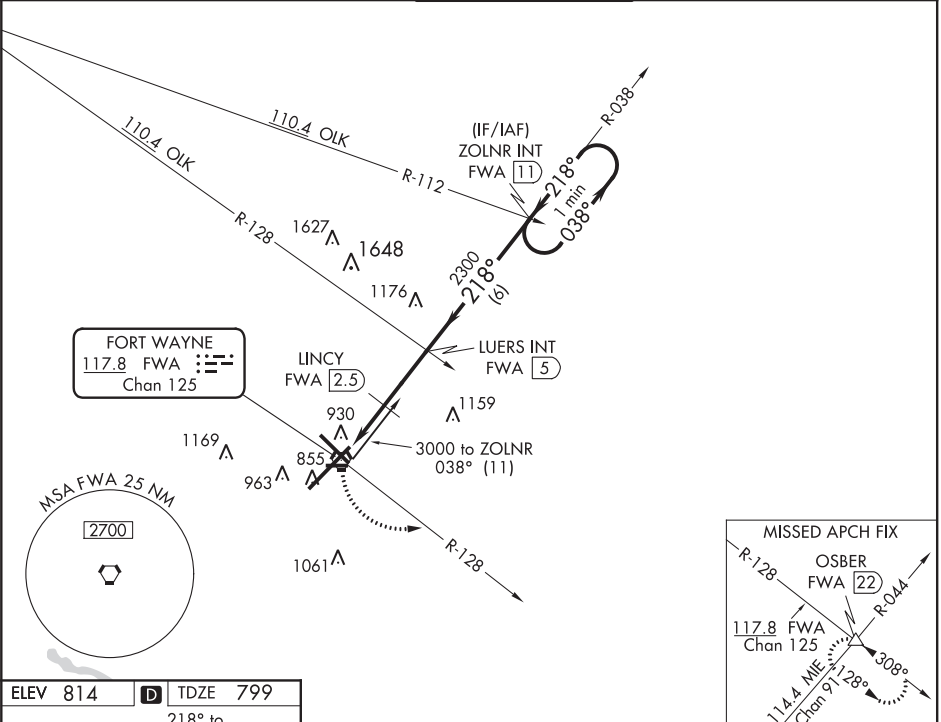 R-038
(IF/IAF)
ZOLNR INT
FWA 11
110.4 OLK
110.4 OLK
R-112
218°
1 min
038°
R-128
1627
1648
2300
218°
(6)
1176
FORT WAYNE
117.8 FWA
Chan 125
LINCY
FWA 2.5
LUERS INT
FWA 5
930
1159
1169
855
3000 to ZOLNR
038° (11)
963
MSA FWA 25 NM
2700
1061
R-128
MISSED APCH FIX
R-128
OSBER
FWA 22
R-044
117.8 FWA
Chan 125
308°
128°
114.4 MIE
Chan 91
ELEV 814 D TDZE 799
218° to